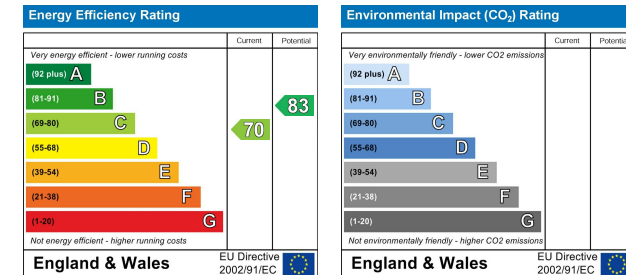 Energy Efficiency Rating
Current Potential
Very energy efficient - lower running costs
(92 plus) A
(81-91) B
(69-80) C
(55-68) D
(39-54) E
(21-38) F
(1-20) G
70
83
Not energy efficient - higher running costs
England & Wales
EU Directive
2002/91/EC
Environmental Impact (CO2) Rating
Current Potential
Very environmentally friendly - lower CO2 emissions
(92 plus) A
(81-91) B
(69-80) C
(55-68) D
(39-54) E
(21-38) F
(1-20) G
Not environmentally friendly - higher CO2 emissions
England & Wales
EU Directive
2002/91/EC